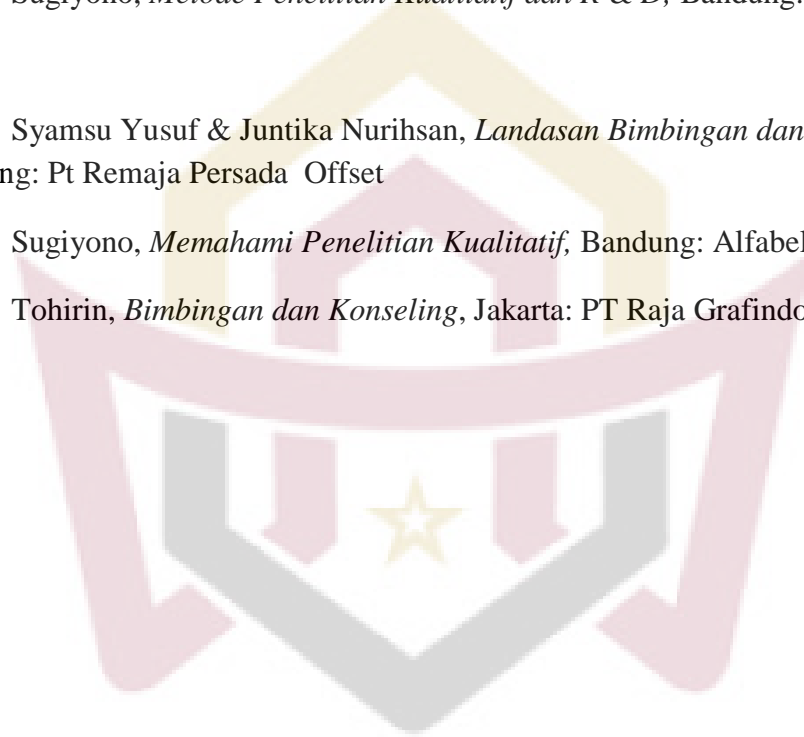 Sugiyono, Metode Penelitian Kualitatif dan R & D, Bandung:
Syamsu Yusuf & Juntika Nurihsan, Landasan Bimbingan dan
ng: Pt Remaja Persada Offset
Sugiyono, Memahami Penelitian Kualitatif, Bandung: Alfabe
Tohirin, Bimbingan dan Konseling, Jakarta: PT Raja Grafindo